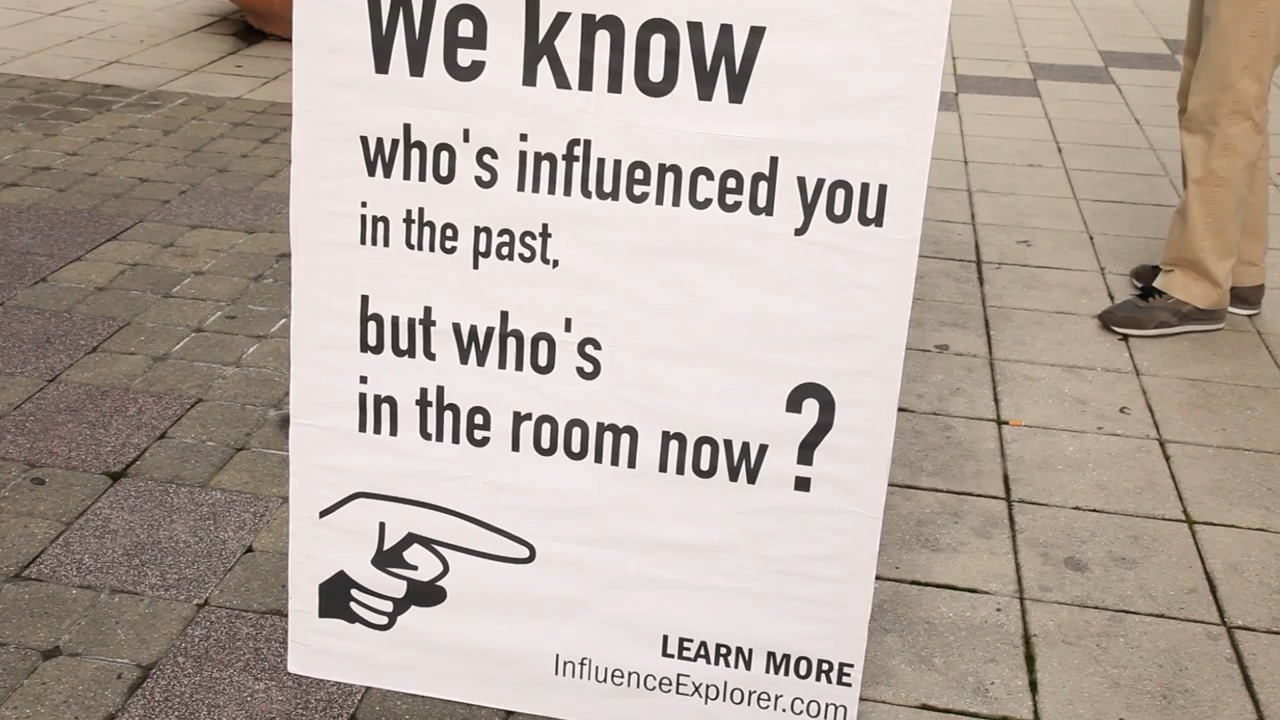 We know
who's influenced you
in the past,
but who's
in the room now?
LEARN MORE
InfluenceExplorer.com